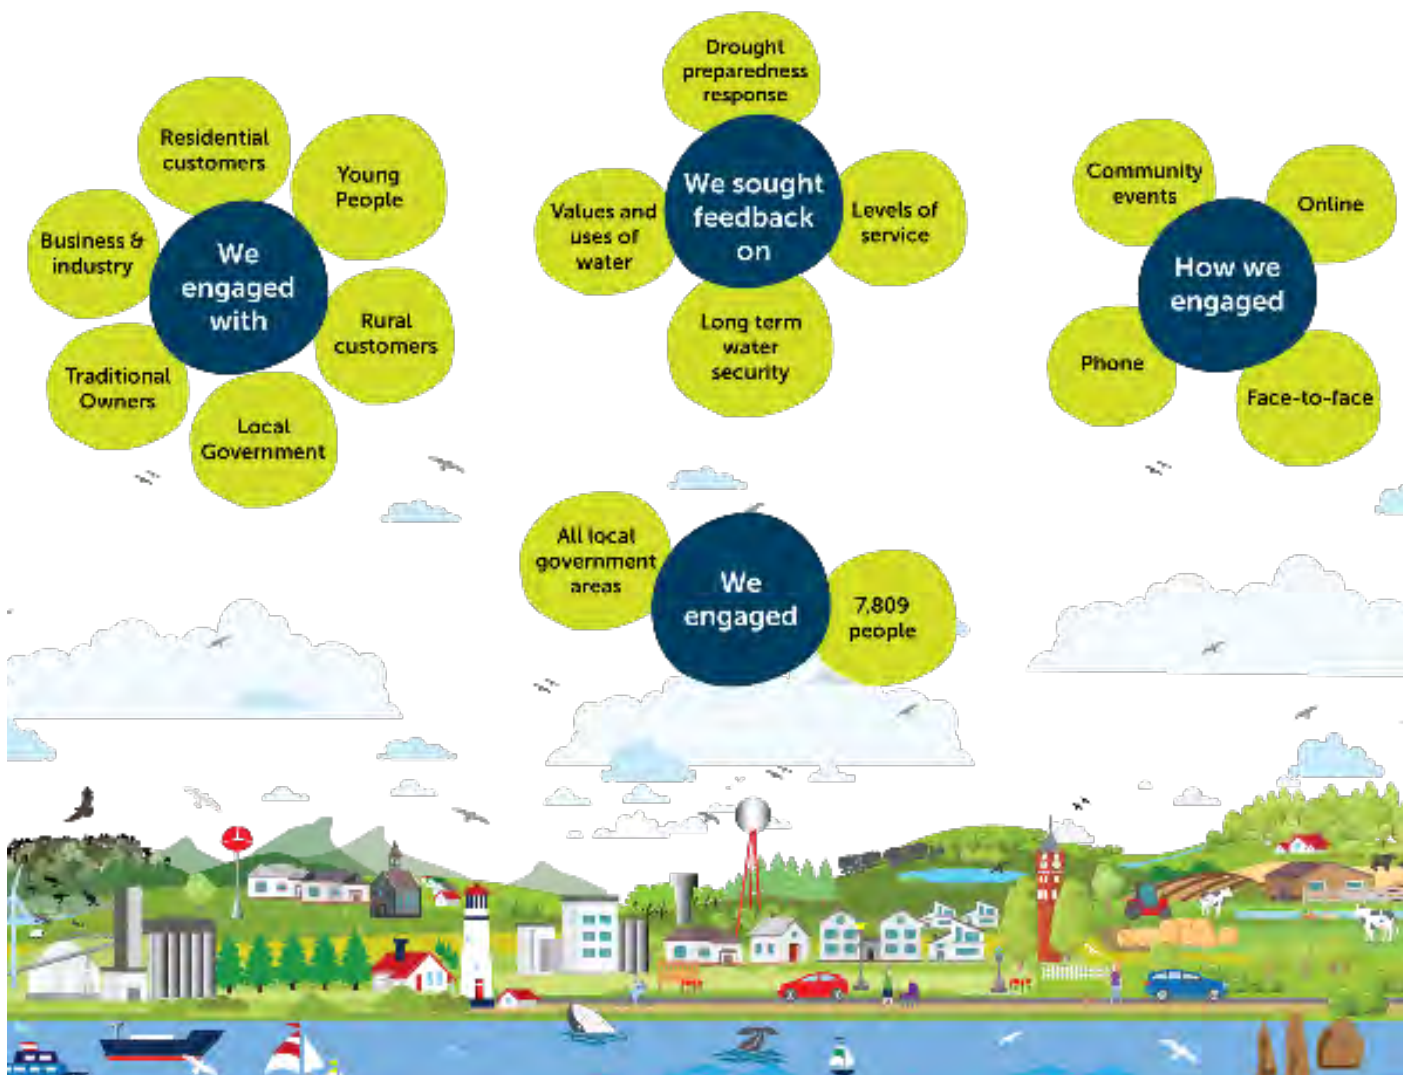 Residential
customers
Young
People
Business &
industry
We
engaged
with
Rural
customers
Traditional
Owners
Local
Government
Drought
preparedness
response
We sought
feedback
on
Values and
uses of
water
Levels of
service
Long term
water
security
Community
events
Online
How we
engaged
Phone
Face-to-face
All local
government
areas
We
engaged
7,809
people